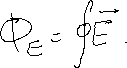 Φ_E = ∮E⃗.